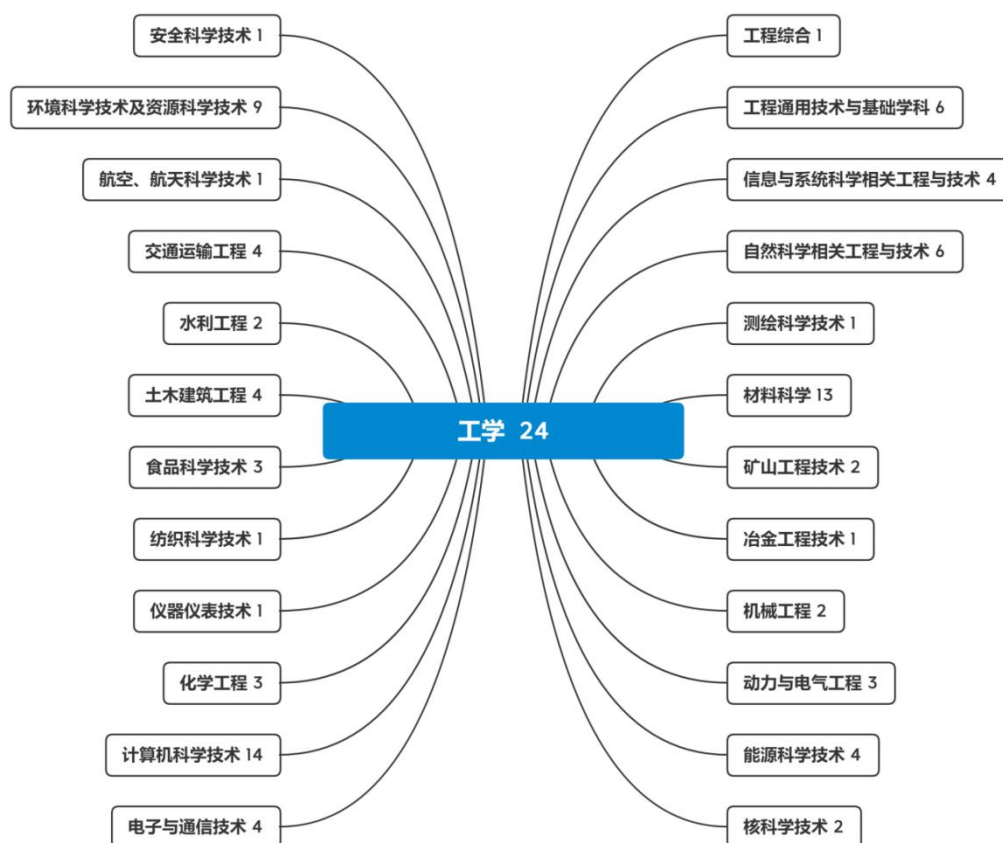 安全科学技术 1
环境科学技术及资源科学技术 9
航空、航天科学技术 1
交通运输工程 4
水利工程 2
土木建筑工程 4
食品科学技术 3
纺织科学技术 1
仪器仪表技术 1
化学工程 3
计算机科学技术 14
电子与通信技术 4
工学 24
工程综合 1
工程通用技术与基础学科 6
信息与系统科学相关工程与技术 4
自然科学相关工程与技术 6
测绘科学技术 1
材料科学 13
矿山工程技术 2
冶金工程技术 1
机械工程 2
动力与电气工程 3
能源科学技术 4
核科学技术 2